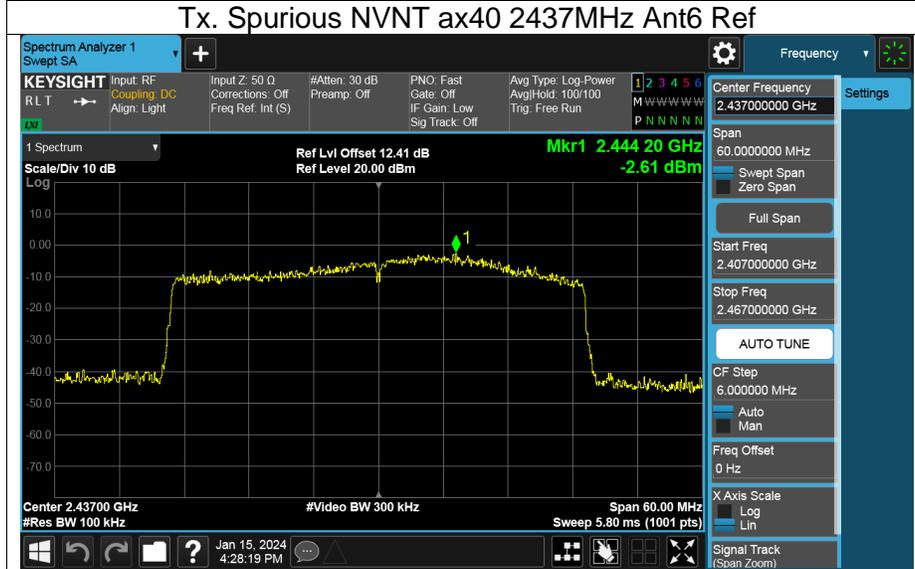 Tx. Spurious NVNT ax40 2437MHz Ant6 Ref
Spectrum Analyzer 1
Swept SA
+
Frequency
KEYSIGHT
RLT
LXI
Input: RF
Coupling: DC
Align: Light
Input Z: 50 Ω
Corrections: Off
Freq Ref: Int (S)
#Atten: 30 dB
Preamp: Off
PNO: Fast
Gate: Off
IF Gain: Low
Sig Track: Off
Avg Type: Log-Power
Avg|Hold: 100/100
Trig: Free Run
1 2 3 4 5 6
M W W W W W
P N N N N N
1 Spectrum
Scale/Div 10 dB
Log
Ref Lvl Offset 12.41 dB
Ref Level 20.00 dBm
Mkr1 2.444 20 GHz
-2.61 dBm
10.0
0.00
-10.0
-20.0
-30.0
-40.0
-50.0
-60.0
-70.0
1
Center 2.43700 GHz
#Res BW 100 kHz
#Video BW 300 kHz
Span 60.00 MHz
Sweep 5.80 ms (1001 pts)
Center Frequency
2.437000000 GHz
Settings
Span
60.0000000 MHz
Swept Span
Zero Span
Full Span
Start Freq
2.407000000 GHz
Stop Freq
2.467000000 GHz
AUTO TUNE
CF Step
6.000000 MHz
Auto
Man
Freq Offset
0 Hz
X Axis Scale
Log
Lin
Signal Track
(Span Zoom)
?
Jan 15, 2024
4:28:19 PM